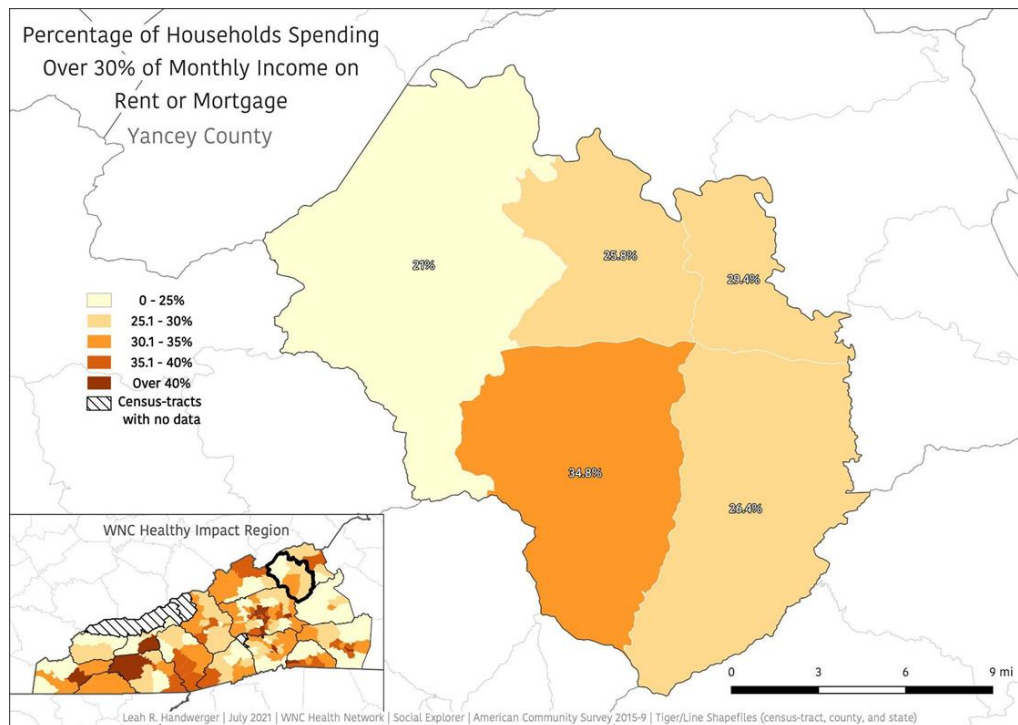 Percentage of Households Spending
Over 30% of Monthly Income on
Rent or Mortgage
Yancey County
21%
25.8%
29.4%
0 - 25%
25.1 - 30%
30.1 - 35%
35.1 - 40%
Over 40%
Census-tracts
with no data
34.8%
26.4%
WNC Healthy Impact Region
0 3 6 9 mi
Leah R. Handwerger | July 2021 | WNC Health Network | Social Explorer | American Community Survey 2015-9 | Tiger/Line Shapefiles (census-tract, county, and state)